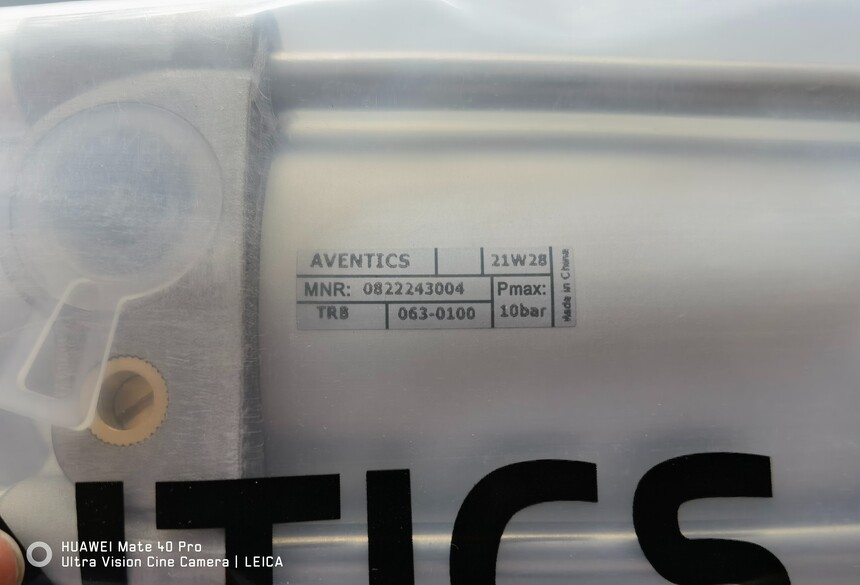 AVENTICS 21W28
MNR: 0822243004 Pmax:
TRB 063-0100 10bar
Made in China
ITICS
HUAWEI Mate 40 Pro
Ultra Vision Cine Camera | LEICA